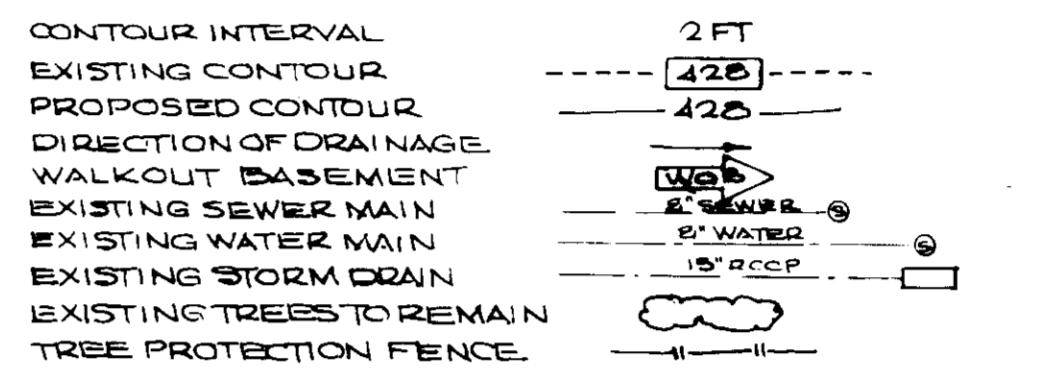 CONTOUR INTERVAL 2 FT
EXISTING CONTOUR 428
PROPOSED CONTOUR 428
DIRECTION OF DRAINAGE
WALKOUT BASEMENT WOB
EXISTING SEWER MAIN 8" SEWER S
EXISTING WATER MAIN 8" WATER S
EXISTING STORM DRAIN 15" RCCP
EXISTING TREES TO REMAIN
TREE PROTECTION FENCE